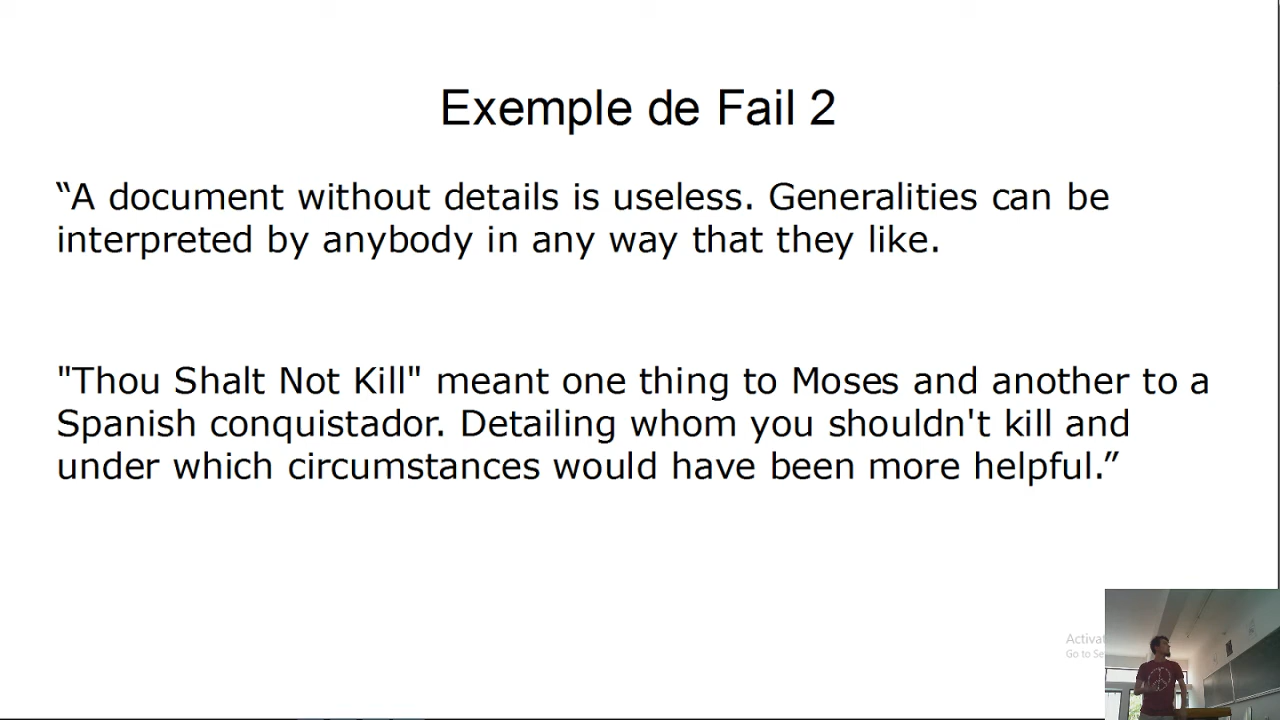 Exemple de Fail 2
“A document without details is useless. Generalities can be
interpreted by anybody in any way that they like.
"Thou Shalt Not Kill" meant one thing to Moses and another to a
Spanish conquistador. Detailing whom you shouldn't kill and
under which circumstances would have been more helpful.”
Activat
Go to Se